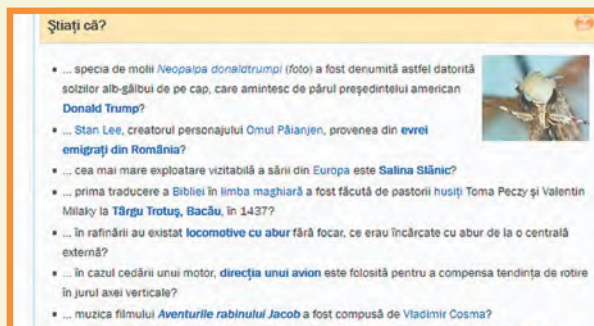 Știați că?
... specia de molii Neopalpa donaldtrumpi (foto) a fost denumită astfel datorită
solzilor alb-gălbui de pe cap, care amintesc de părul președintelui american
Donald Trump?
... Stan Lee, creatorul personajului Omul Păianjen, provenea din evrei
emigrați din România?
... cea mai mare exploatare vizitabilă a sării din Europa este Salina Slănic?
... prima traducere a Bibliei în limba maghiară a fost făcută de pastorii husiți Toma Peczy și Valentin
Milaky la Târgu Trotuș, Bacău, în 1437?
... în rafinării au existat locomotive cu abur fără focar, ce erau încărcate cu abur de la o centrală
externă?
... în cazul cedării unui motor, direcția unui avion este folosită pentru a compensa tendința de rotire
în jurul axei verticale?
... muzica filmului Aventurile rabinului Jacob a fost compusă de Vladimir Cosma?